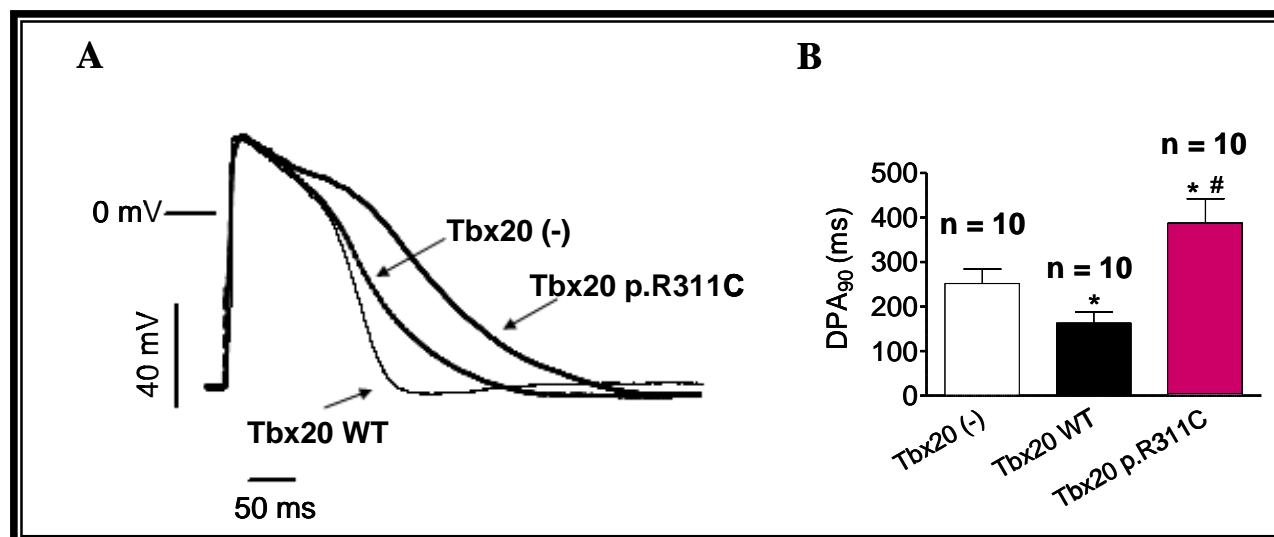 A
0 mV
40 mV
50 ms
Tbx20 (-)
Tbx20 p.R311C
Tbx20 WT
B
DPA90 (ms)
500
400
300
200
100
0
n = 10
n = 10
n = 10
*
* #
Tbx20 (-)
Tbx20 WT
Tbx20 p.R311C